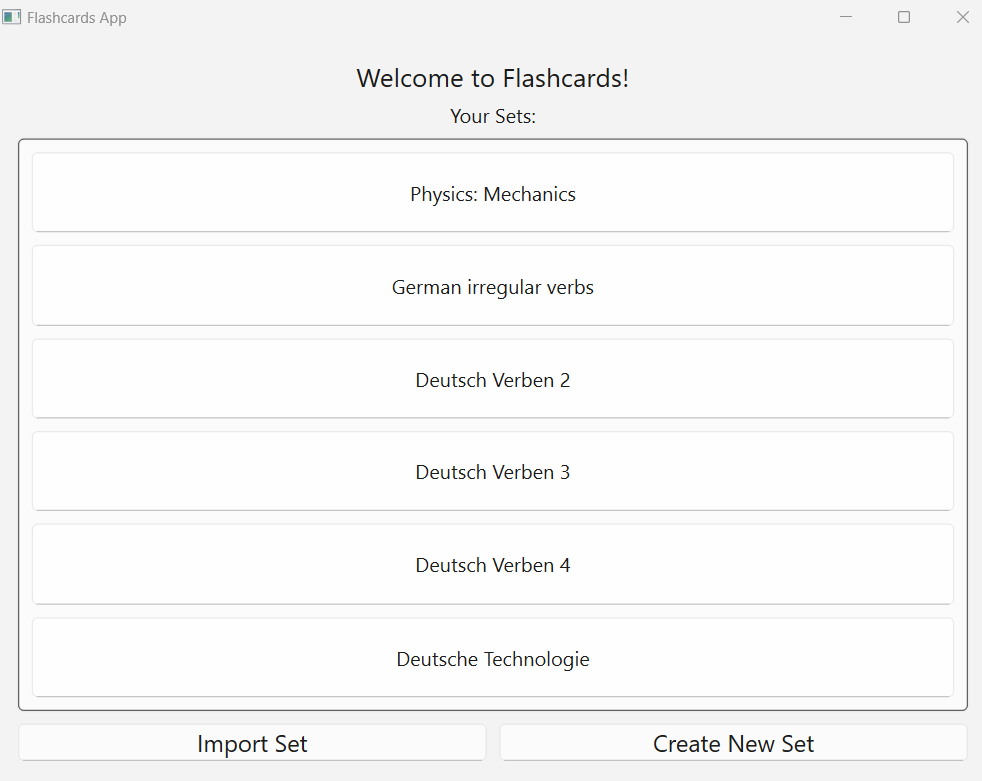 Flashcards App
Welcome to Flashcards!
Your Sets:
Physics: Mechanics
German irregular verbs
Deutsch Verben 2
Deutsch Verben 3
Deutsch Verben 4
Deutsche Technologie
Import Set
Create New Set